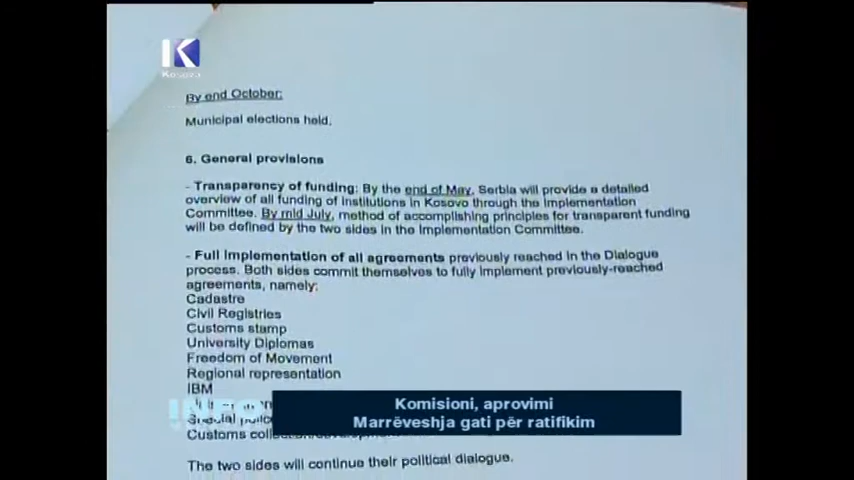 K
Kosova
By end October:
Municipal elections held.
6. General provisions
- Transparency of funding: By the end of May, Serbia will provide a detailed
overview of all funding of institutions in Kosovo through the Implementation
Committee. By mid July, method of accomplishing principles for transparent funding
will be defined by the two sides in the Implementation Committee.
- Full implementation of all agreements previously reached in the Dialogue
process. Both sides commit themselves to fully implement previously-reached
agreements, namely:
Cadastre
Civil Registries
Customs stamp
University Diplomas
Freedom of Movement
Regional representation
IBM
INFO
Komisioni, aprovimi
Marrëveshja gati për ratifikim
Special
Customs
The two sides will continue their political dialogue.